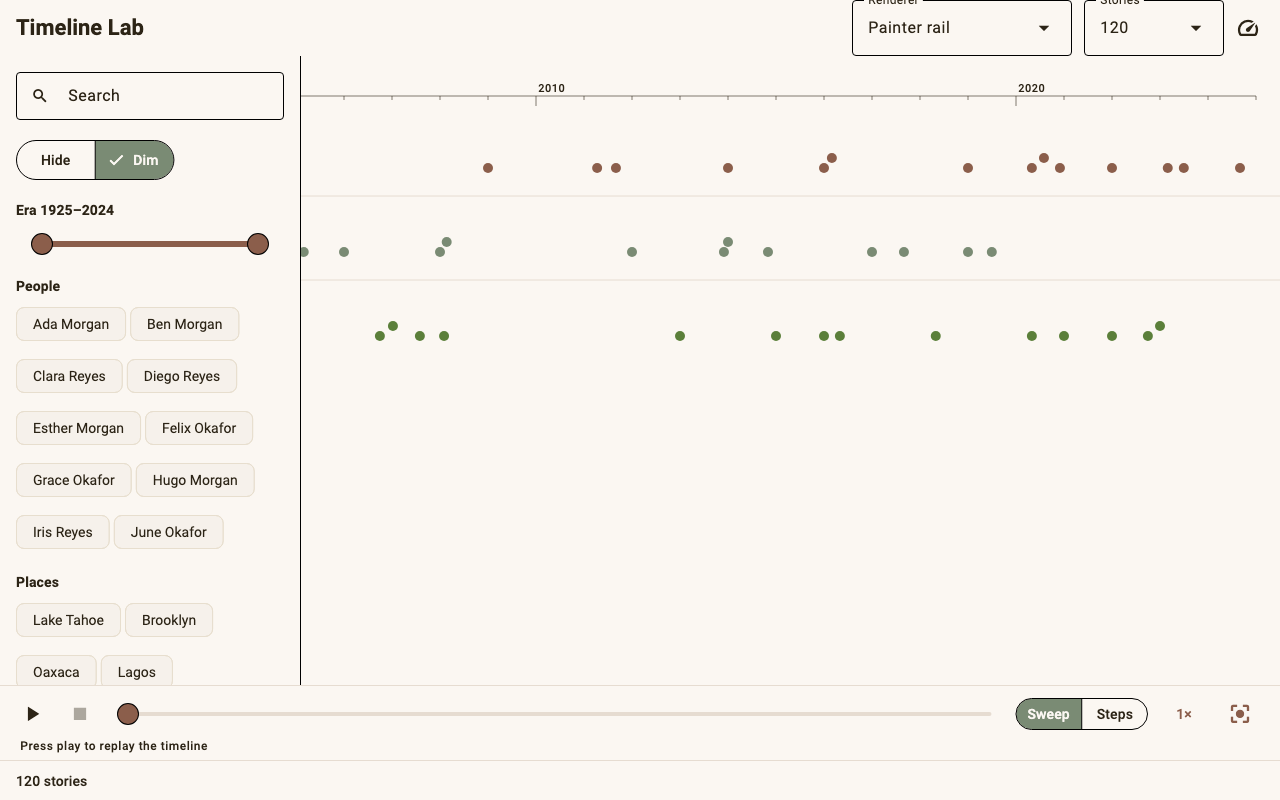 Timeline Lab
Renderer
Stories
Painter rail
120
Search
Hide
Dim
Era 1925–2024
People
Ada Morgan
Ben Morgan
Clara Reyes
Diego Reyes
Esther Morgan
Felix Okafor
Grace Okafor
Hugo Morgan
Iris Reyes
June Okafor
Places
Lake Tahoe
Brooklyn
Oaxaca
Lagos
2010
2020
Sweep
Steps
1×
Press play to replay the timeline
120 stories